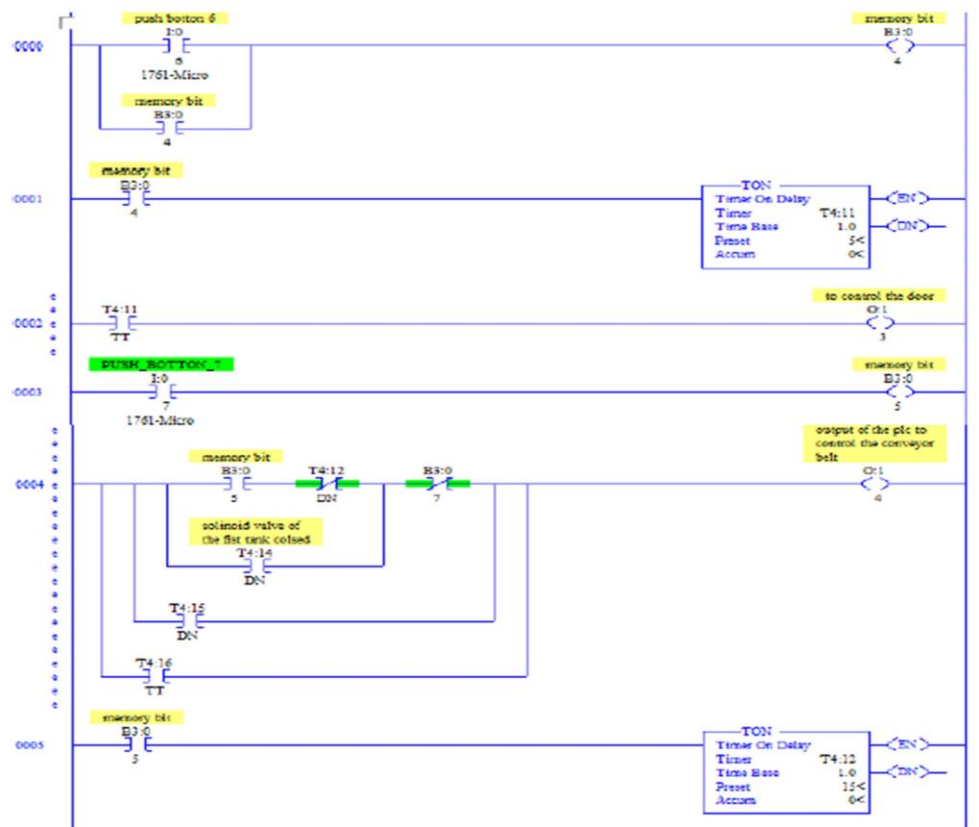 push botton 6
I:0
6
1761-Micro
memory bit
B3:0
4
memory bit
B3:0
4
0000
memory bit
B3:0
4
0001
TON
Timer On Delay
Timer T4:11
Time Base 1.0
Preset 5<
Accum 0<
EN
DN
e
e
0002 e
e
e
T4:11
TT
to control the door
O:1
3
PUSH_BOTTON_7
I:0
7
1761-Micro
0003
memory bit
B3:0
5
e
e
e
e
0004 e
e
e
e
e
e
e
e
e
e
e
e
e
e
e
memory bit
B3:0
5
T4:12
DN
B3:0
7
solinoid valve of
the fist tank colsed
T4:14
DN
T4:15
DN
T4:16
TT
output of the plc to
control the conveyor
belt
O:1
4
memory bit
B3:0
5
0005
TON
Timer On Delay
Timer T4:12
Time Base 1.0
Preset 15<
Accum 0<
EN
DN